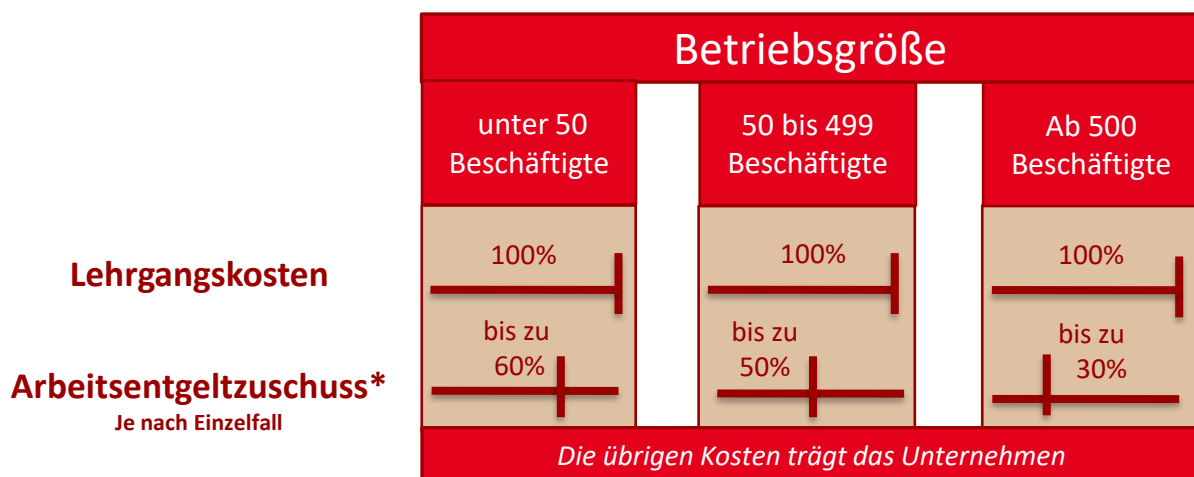 Betriebsgröße
unter 50
Beschäftigte
50 bis 499
Beschäftigte
Ab 500
Beschäftigte
Lehrgangskosten
100%
100%
100%
Arbeitsentgeltzuschuss*
Je nach Einzelfall
bis zu
60%
bis zu
50%
bis zu
30%
Die übrigen Kosten trägt das Unternehmen